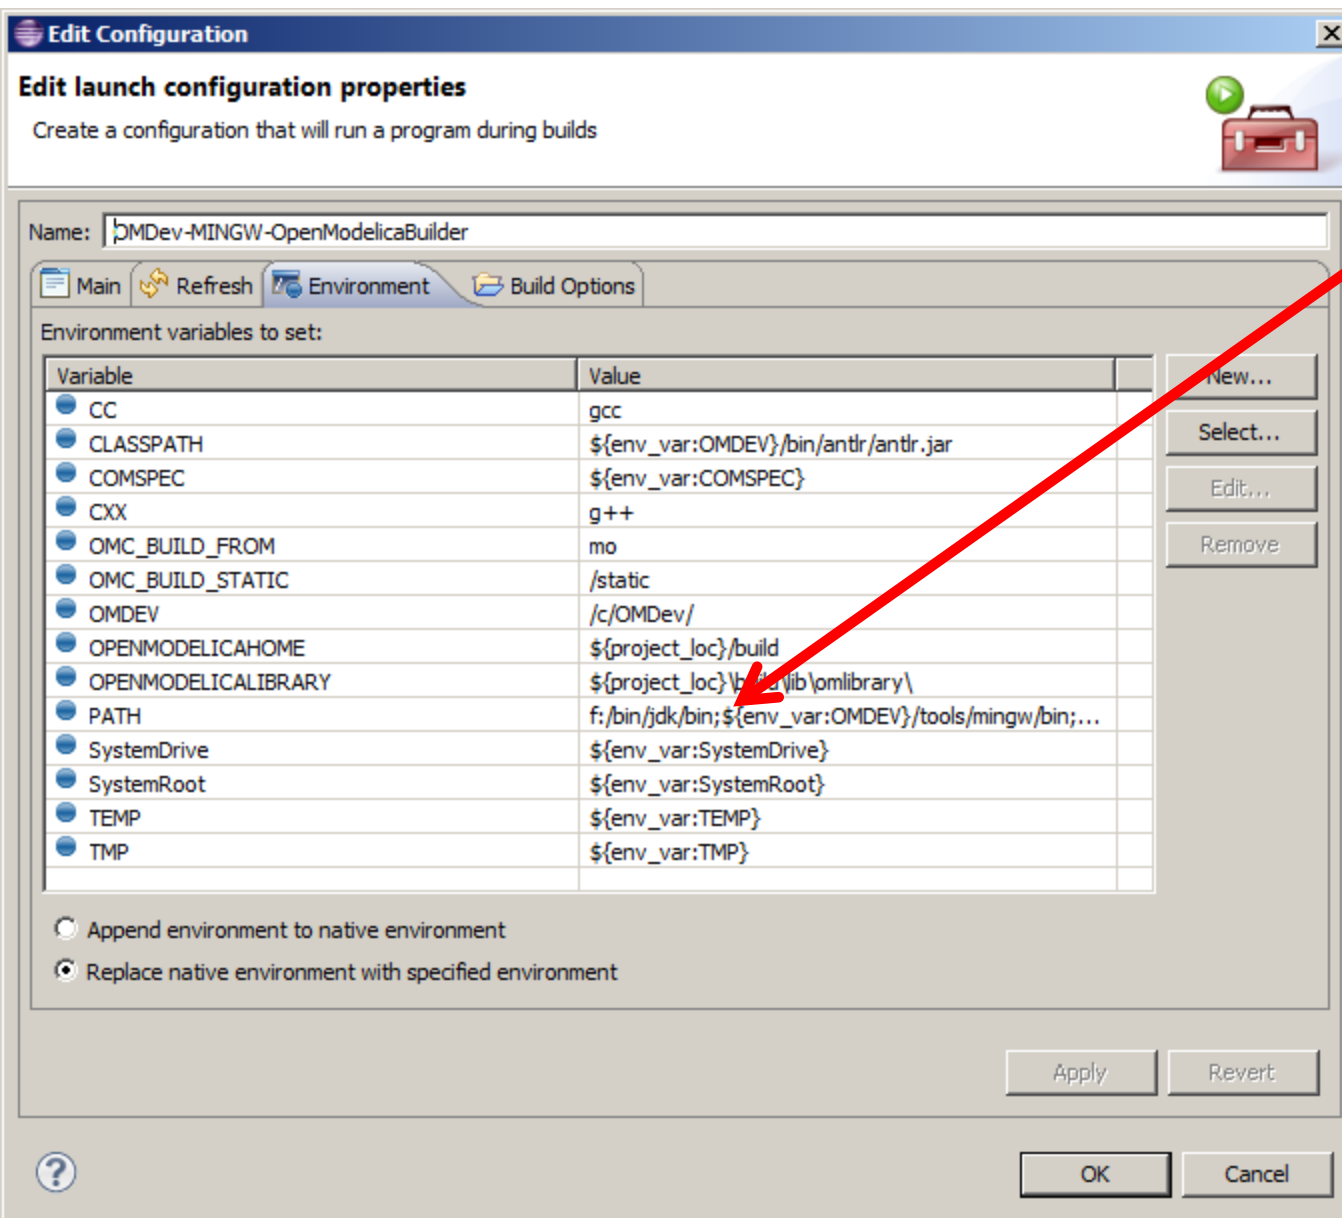 Edit Configuration
Edit launch configuration properties
Create a configuration that will run a program during builds
Name: OMDev-MINGW-OpenModelicaBuilder
Main Refresh Environment Build Options
Environment variables to set:
Variable Value
New...
CC gcc
CLASSPATH ${env_var:OMDEV}/bin/antlr/antlr.jar
Select...
COMSPEC ${env_var:COMSPEC}
Edit...
CXX g++
OMC_BUILD_FROM mo
Remove
OMC_BUILD_STATIC /static
OMDEV /c/OMDev/
OPENMODELICAHOME ${project_loc}/build
OPENMODELICALIBRARY ${project_loc}\build\lib\omlibrary\
PATH f:/bin/jdk/bin;${env_var:OMDEV}/tools/mingw/bin;...
SystemDrive ${env_var:SystemDrive}
SystemRoot ${env_var:SystemRoot}
TEMP ${env_var:TEMP}
TMP ${env_var:TMP}
Append environment to native environment
Replace native environment with specified environment
Apply Revert
? OK Cancel